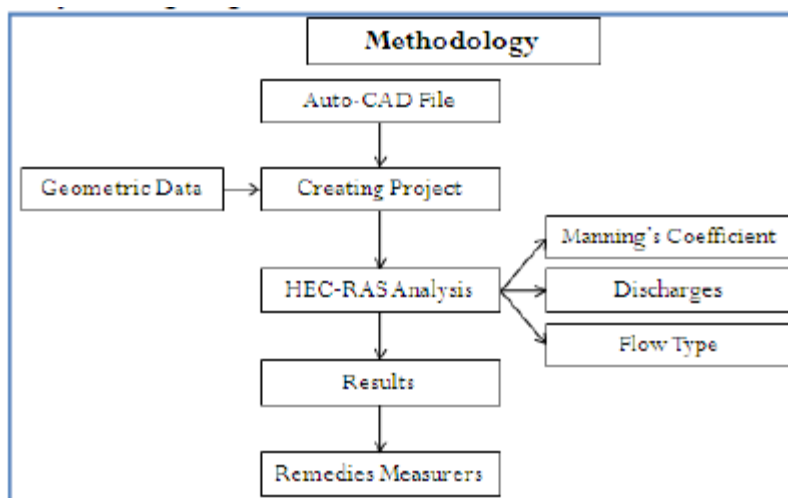 Methodology
Auto-CAD File
Geometric Data
Creating Project
Manning's Coefficient
HEC-RAS Analysis
Discharges
Flow Type
Results
Remedies Measurers